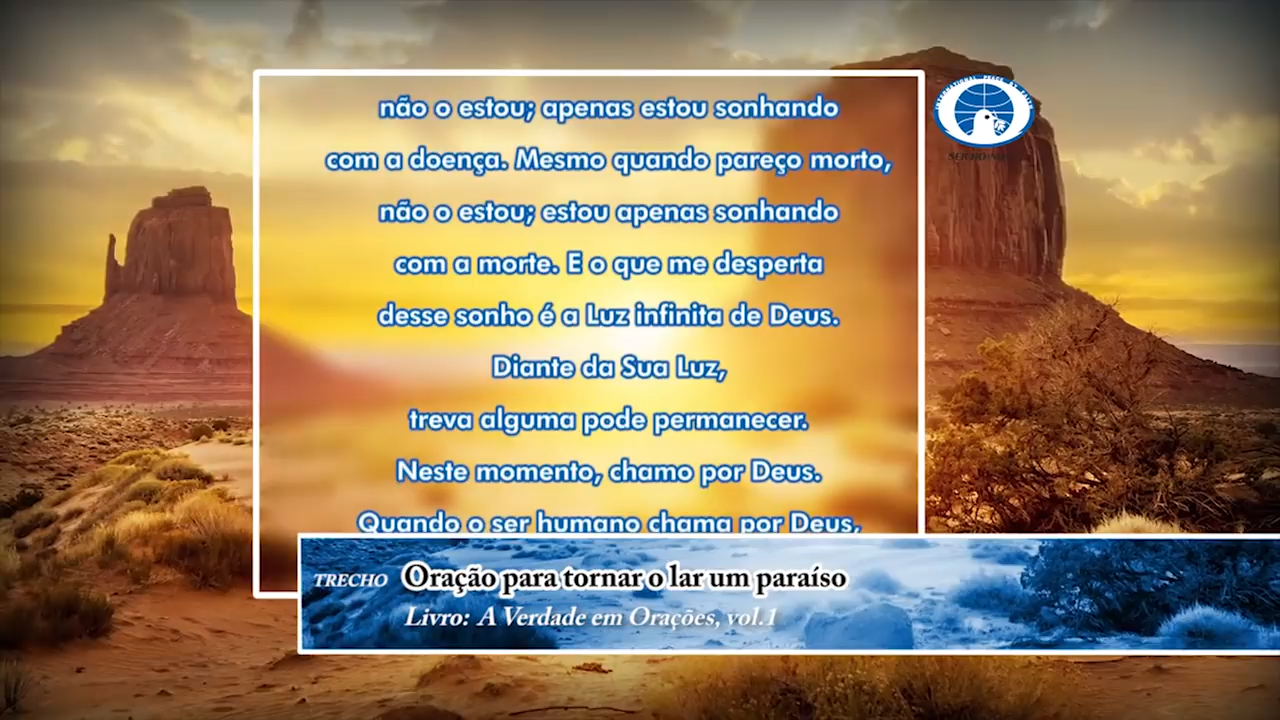 não o estou; apenas estou sonhando
com a doença. Mesmo quando pareço morto,
não o estou; estou apenas sonhando
com a morte. E o que me desperta
desse sonho é a Luz infinita de Deus.
Diante da Sua Luz,
treva alguma pode permanecer.
Neste momento, chamo por Deus.
Quando o ser humano chama por Deus,
TRECHO Oração para tornar o lar um paraíso
Livro: A Verdade em Orações, vol.1